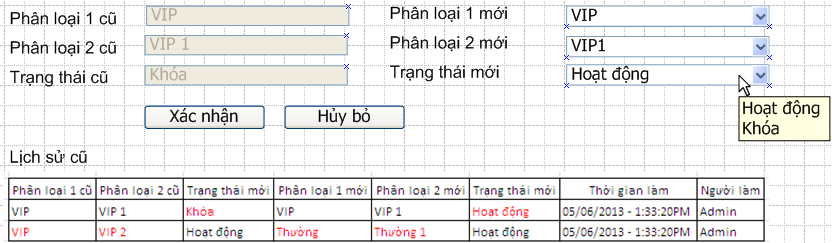 Phân loại 1 cũ VIP Phân loại 1 mới VIP
Phân loại 2 cũ VIP 1 Phân loại 2 mới VIP1
Trạng thái cũ Khóa Trạng thái mới Hoạt động
Hoạt động
Khóa
Xác nhận Hủy bỏ
Lịch sử cũ
Phân loại 1 cũ Phân loại 2 cũ Trạng thái mới Phân loại 1 mới Phân loại 2 mới Trạng thái mới Thời gian làm Người làm
VIP VIP 1 Khóa VIP VIP 1 Hoạt động 05/06/2013 - 1:33:20PM Admin
VIP VIP 2 Hoạt động Thường Thường 1 Hoạt động 05/06/2013 - 1:33:20PM Admin